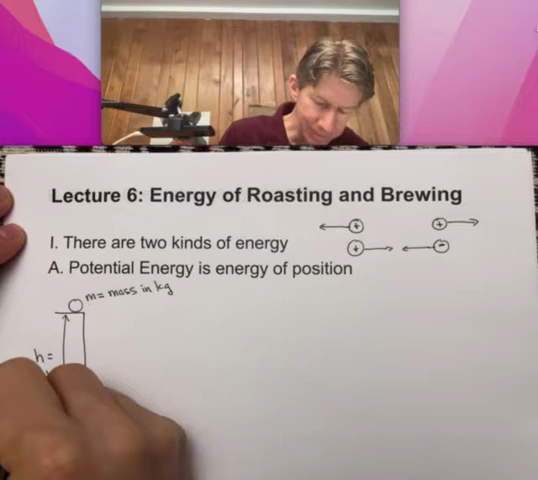 Lecture 6: Energy of Roasting and Brewing
I. There are two kinds of energy
A. Potential Energy is energy of position
m= mass in kg
h=